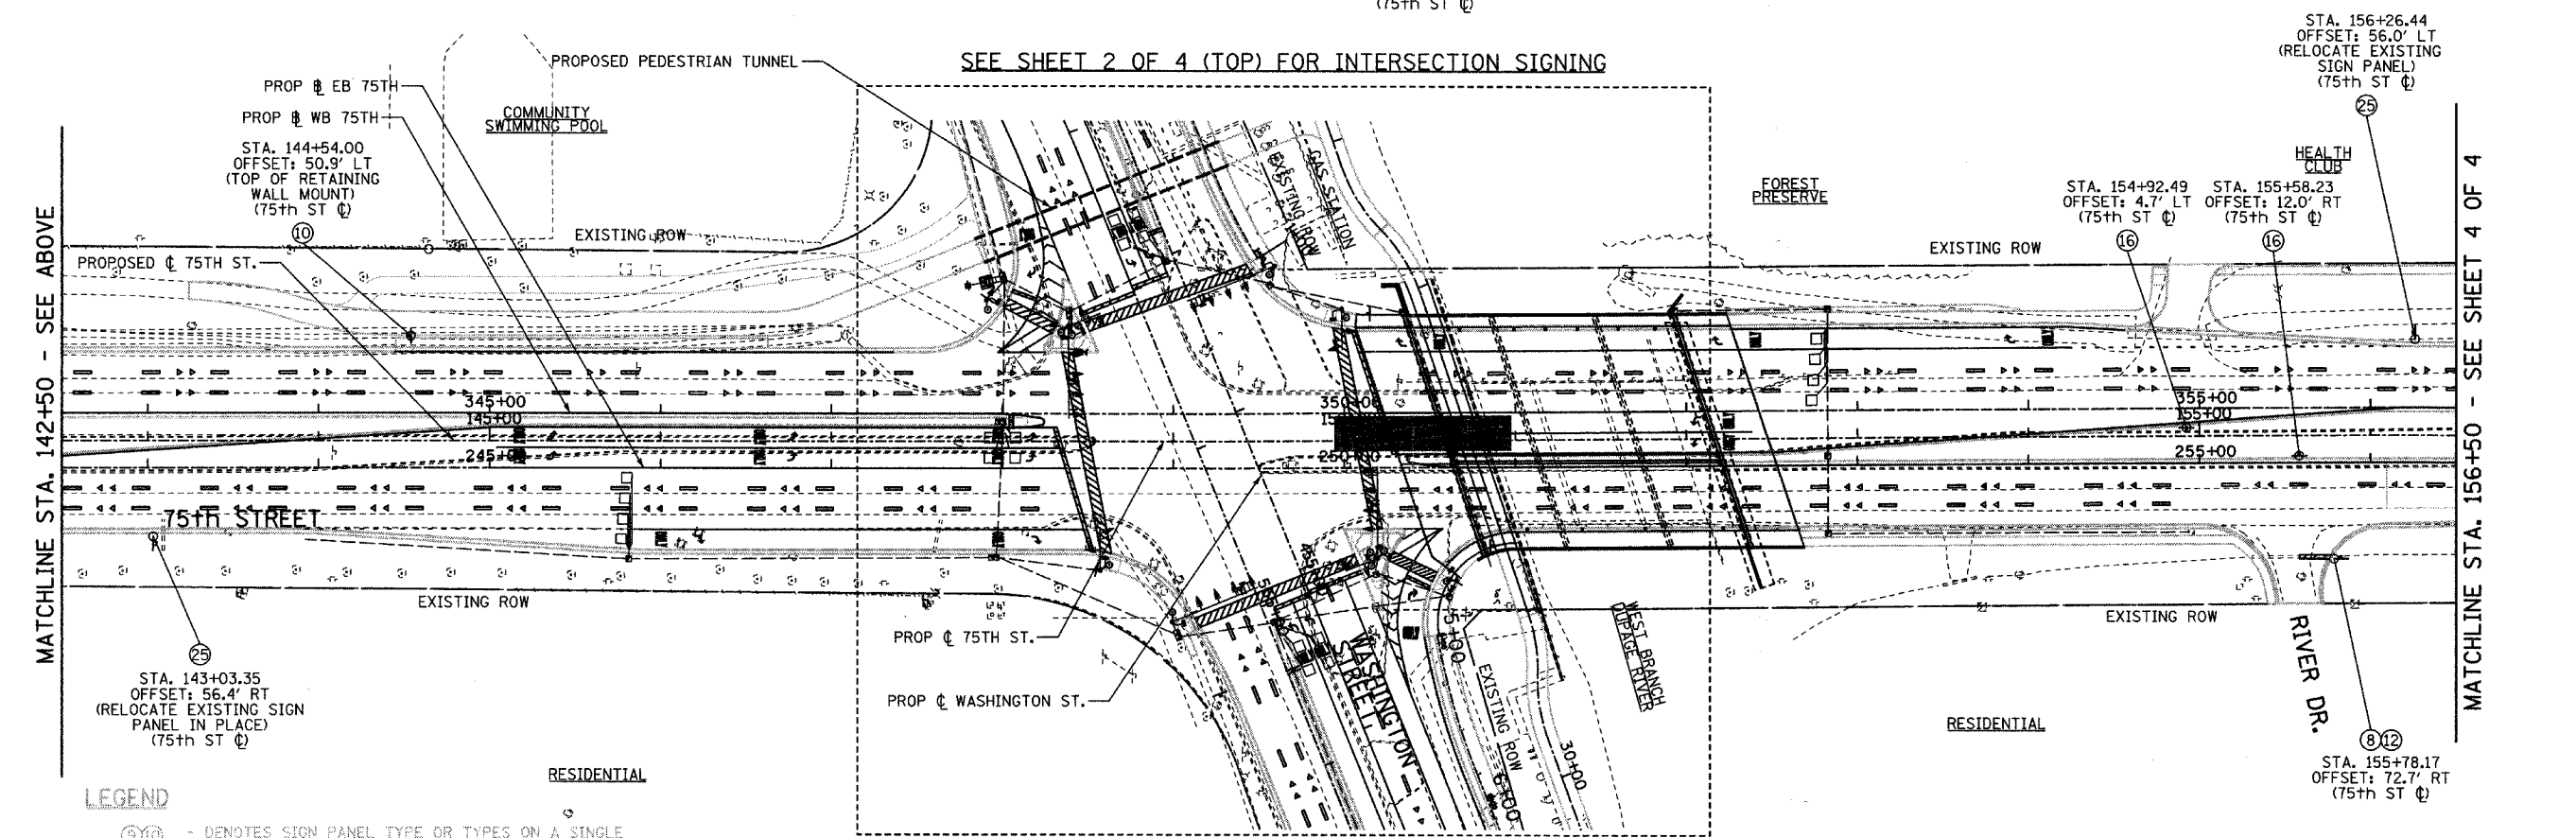 (75th ST ℄)
SEE SHEET 2 OF 4 (TOP) FOR INTERSECTION SIGNING
STA. 156+26.44
OFFSET: 56.0' LT
(RELOCATE EXISTING
SIGN PANEL)
(75th ST ℄)
25
PROPOSED PEDESTRIAN TUNNEL
PROP ℄ EB 75TH
PROP ℄ WB 75TH
COMMUNITY
SWIMMING POOL
STA. 144+54.00
OFFSET: 50.9' LT
(TOP OF RETAINING
WALL MOUNT)
(75th ST ℄)
10
PROPOSED ℄ 75TH ST.
EXISTING ROW
GAS STATION
EXISTING ROW
FOREST
PRESERVE
HEALTH
CLUB
STA. 154+92.49
OFFSET: 4.7' LT
(75th ST ℄)
16
STA. 155+58.23
OFFSET: 12.0' RT
(75th ST ℄)
16
EXISTING ROW
MATCHLINE STA. 142+50 - SEE ABOVE
MATCHLINE STA. 156+50 - SEE SHEET 4 OF 4
345+00
145+00
350+00
355+00
155+00
255+00
75th STREET
EXISTING ROW
25
STA. 143+03.35
OFFSET: 56.4' RT
(RELOCATE EXISTING SIGN
PANEL IN PLACE)
(75th ST ℄)
PROP ℄ 75TH ST.
PROP ℄ WASHINGTON ST.
WASHINGTON
STREET
EXISTING ROW
30+00
WEST BRANCH
DUPAGE RIVER
EXISTING ROW
RIVER DR.
RESIDENTIAL
8 12
STA. 155+78.17
OFFSET: 72.7' RT
(75th ST ℄)
RESIDENTIAL
LEGEND
- DENOTES SIGN PANEL TYPE OR TYPES ON A SINGLE